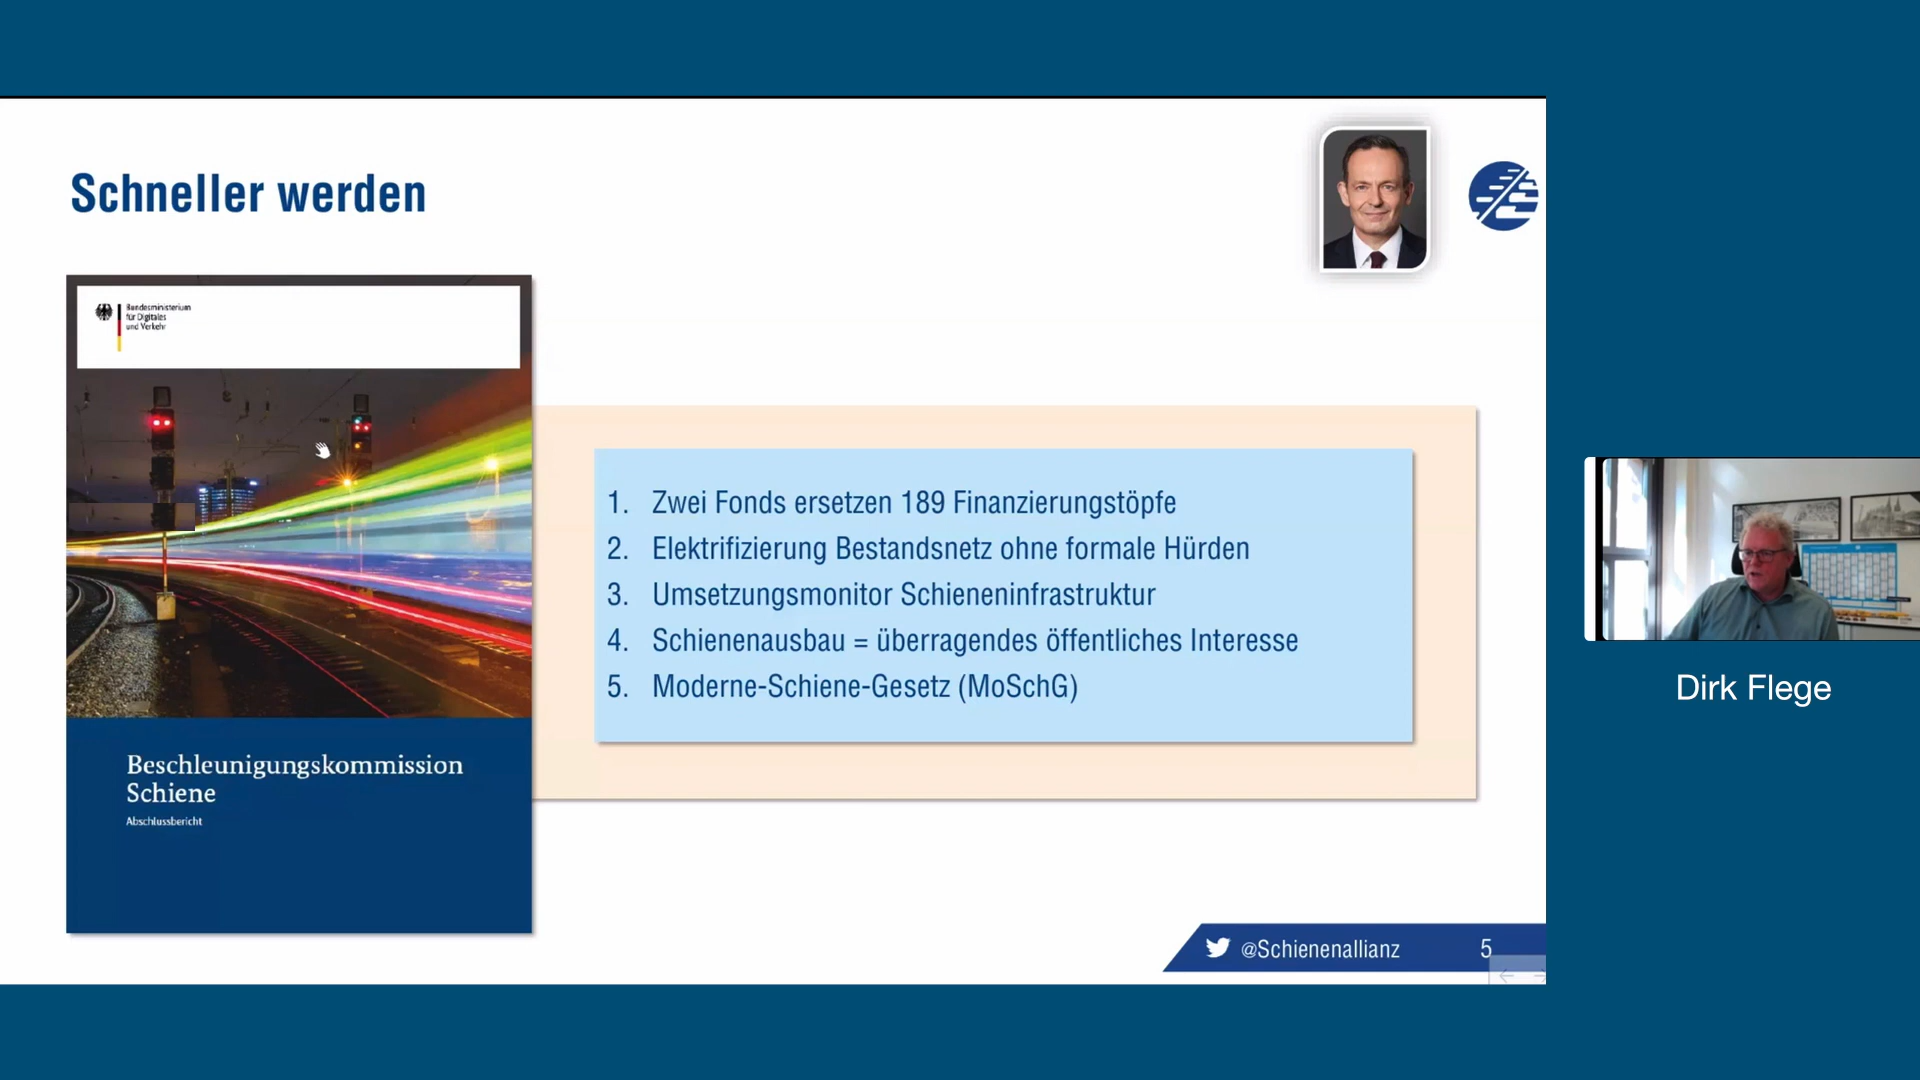 Schneller werden
Bundesministerium
für Digitales
und Verkehr
Beschleunigungskommission
Schiene
Abschlussbericht
1. Zwei Fonds ersetzen 189 Finanzierungstöpfe
2. Elektrifizierung Bestandsnetz ohne formale Hürden
3. Umsetzungsmonitor Schieneninfrastruktur
4. Schienenausbau = überragendes öffentliches Interesse
5. Moderne-Schiene-Gesetz (MoSchG)
@Schienenallianz 5
Dirk Flege